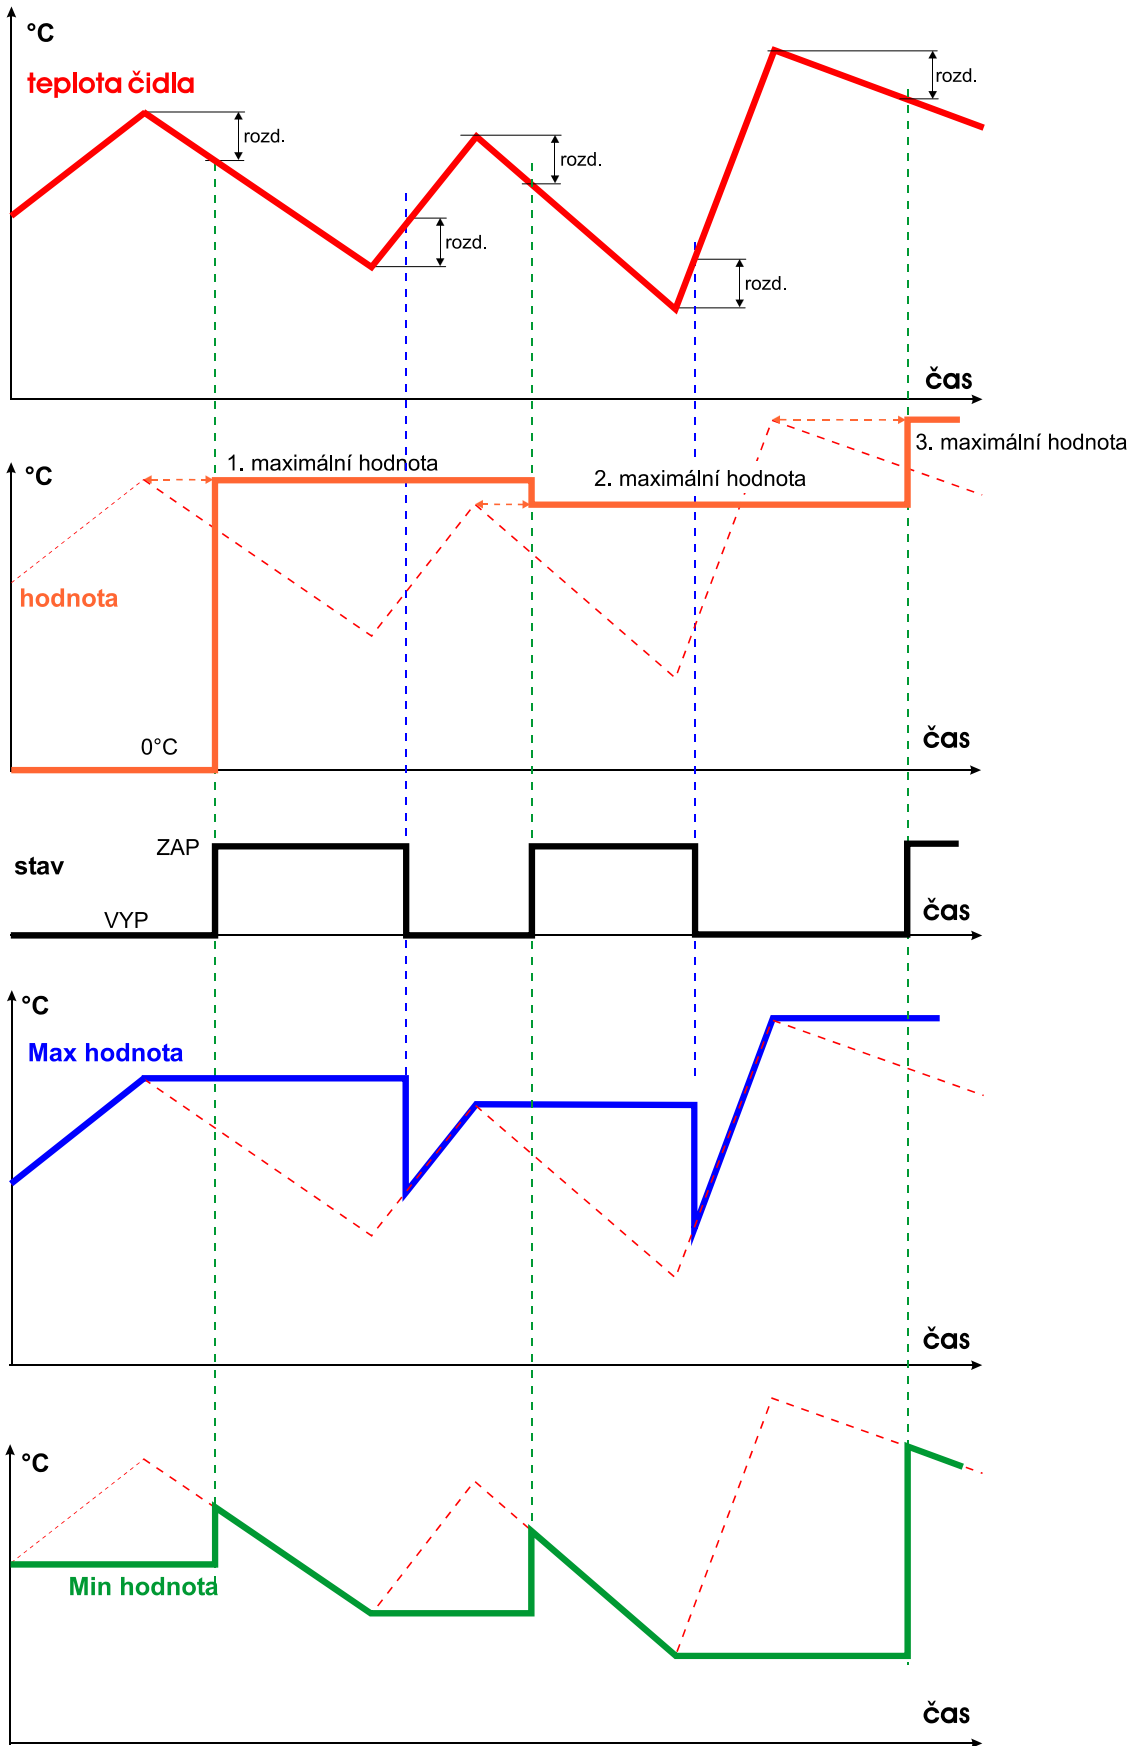 °C
teplota čidla
rozd.
rozd.
rozd.
rozd.
rozd.
čas
°C
1. maximální hodnota
2. maximální hodnota
3. maximální hodnota
hodnota
0°C
čas
ZAP
stav
VYP
čas
°C
Max hodnota
čas
°C
Min hodnota
čas